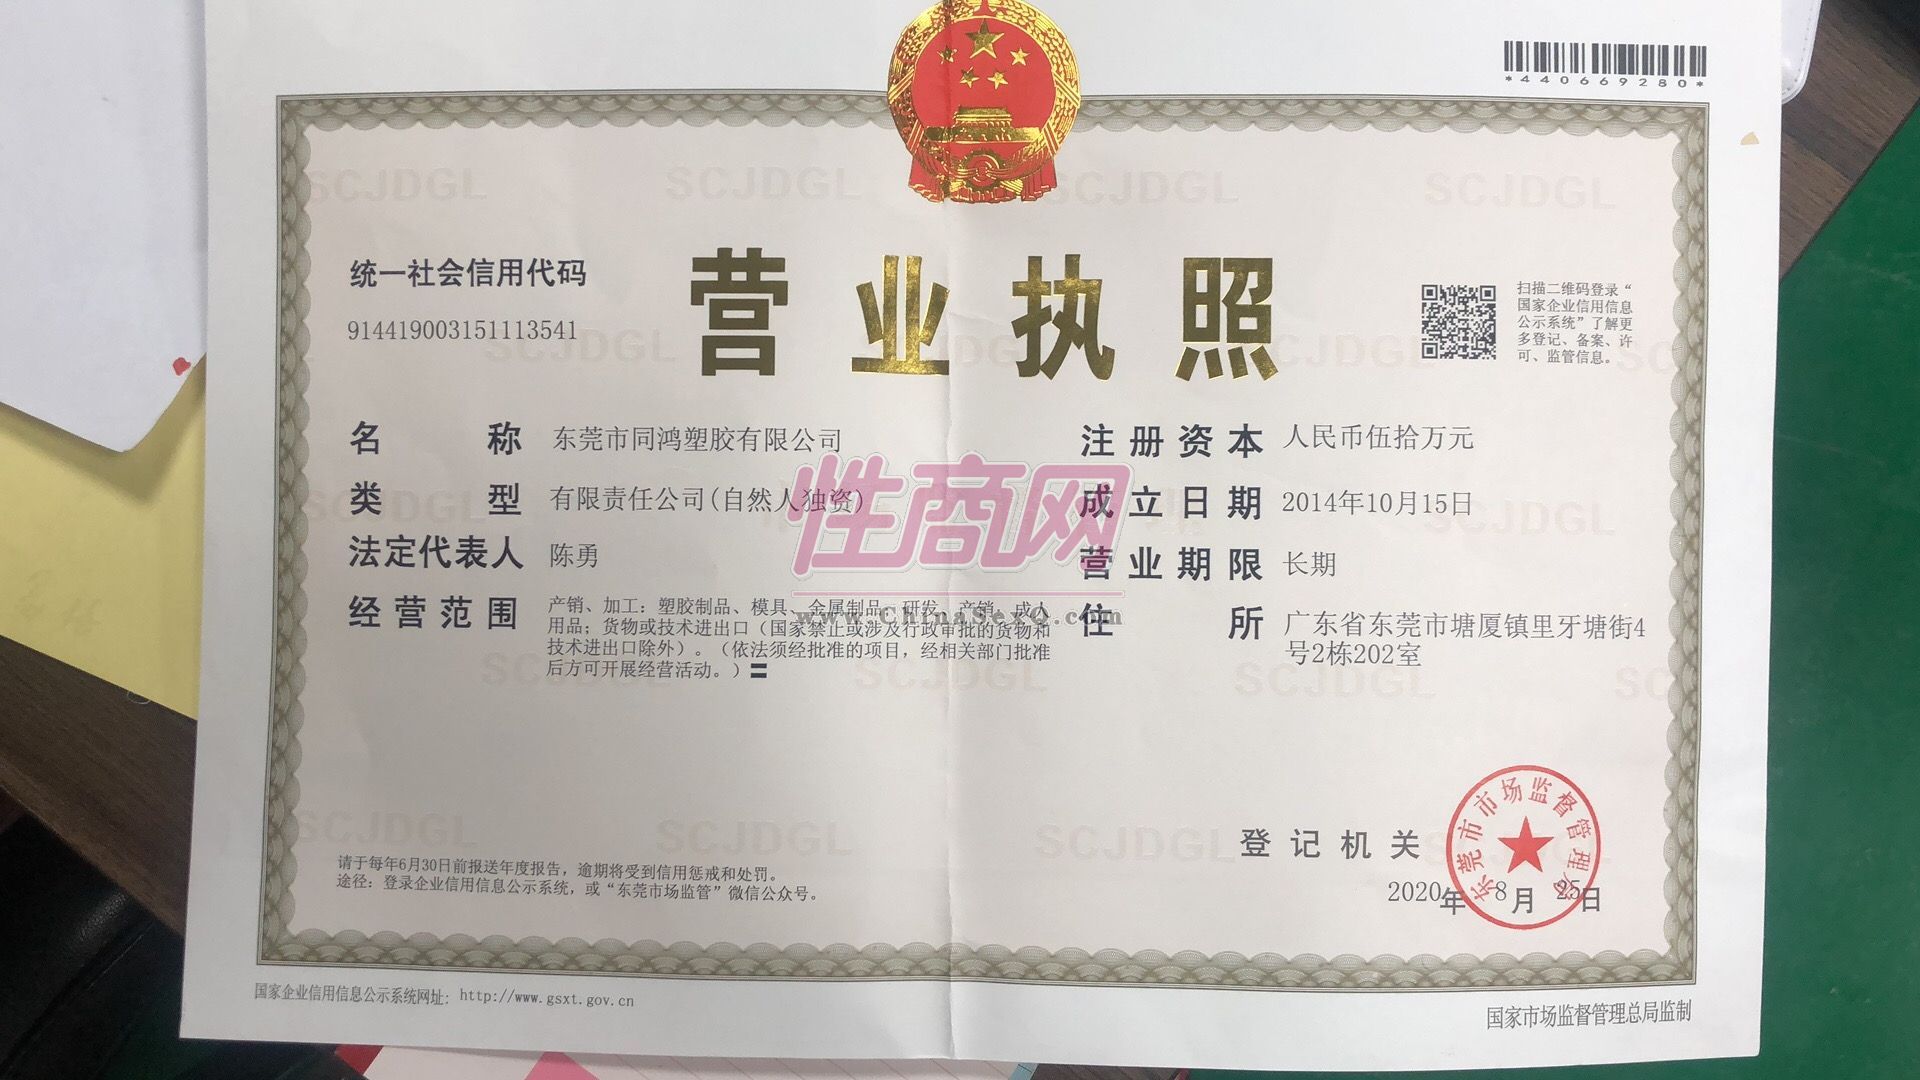 *440669280*
营业执照
统一社会信用代码
914419003151113541
扫描二维码登录“
国家企业信用信息
公示系统”了解更
多登记、备案、许
可、监管信息。
名称 东莞市同鸿塑胶有限公司
类型 有限责任公司(自然人独资)
法定代表人 陈勇
经营范围 产销、加工：塑胶制品、模具、金属制品；研发、产销：成人
用品；货物或技术进出口（国家禁止或涉及行政审批的货物和
技术进出口除外）。（依法须经批准的项目，经相关部门批准
后方可开展经营活动。）〓
注册资本 人民币伍拾万元
成立日期 2014年10月15日
营业期限 长期
住所 广东省东莞市塘厦镇里牙塘街4
号2栋202室
性商网
www.ChinaSexQ.com
登记机关
东莞市市场监督管理局
2020年8月25日
请于每年6月30日前报送年度报告，逾期将受到信用惩戒和处罚。
途径：登录企业信用信息公示系统，或“东莞市场监管”微信公众号。
国家企业信用信息公示系统网址：http://www.gsxt.gov.cn
国家市场监督管理总局监制
SCJDGL